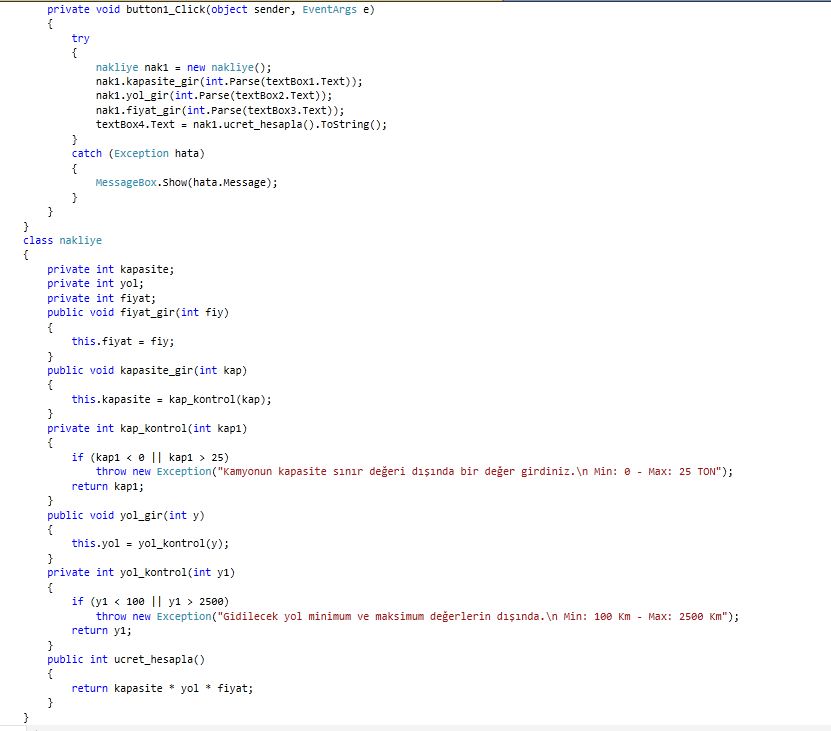 private void button1_Click(object sender, EventArgs e)
{
try
{
nakliye nak1 = new nakliye();
nak1.kapasite_gir(int.Parse(textBox1.Text));
nak1.yol_gir(int.Parse(textBox2.Text));
nak1.fiyat_gir(int.Parse(textBox3.Text));
textBox4.Text = nak1.ucret_hesapla().ToString();
}
catch (Exception hata)
{
MessageBox.Show(hata.Message);
}
}
}
class nakliye
{
private int kapasite;
private int yol;
private int fiyat;
public void fiyat_gir(int fiy)
{
this.fiyat = fiy;
}
public void kapasite_gir(int kap)
{
this.kapasite = kap_kontrol(kap);
}
private int kap_kontrol(int kap1)
{
if (kap1 < 0 || kap1 > 25)
throw new Exception("Kamyonun kapasite sınır değeri dışında bir değer girdiniz.\n Min: 0 - Max: 25 TON");
return kap1;
}
public void yol_gir(int y)
{
this.yol = yol_kontrol(y);
}
private int yol_kontrol(int y1)
{
if (y1 < 100 || y1 > 2500)
throw new Exception("Gidilecek yol minimum ve maksimum değerlerin dışında.\n Min: 100 Km - Max: 2500 Km");
return y1;
}
public int ucret_hesapla()
{
return kapasite * yol * fiyat;
}
}